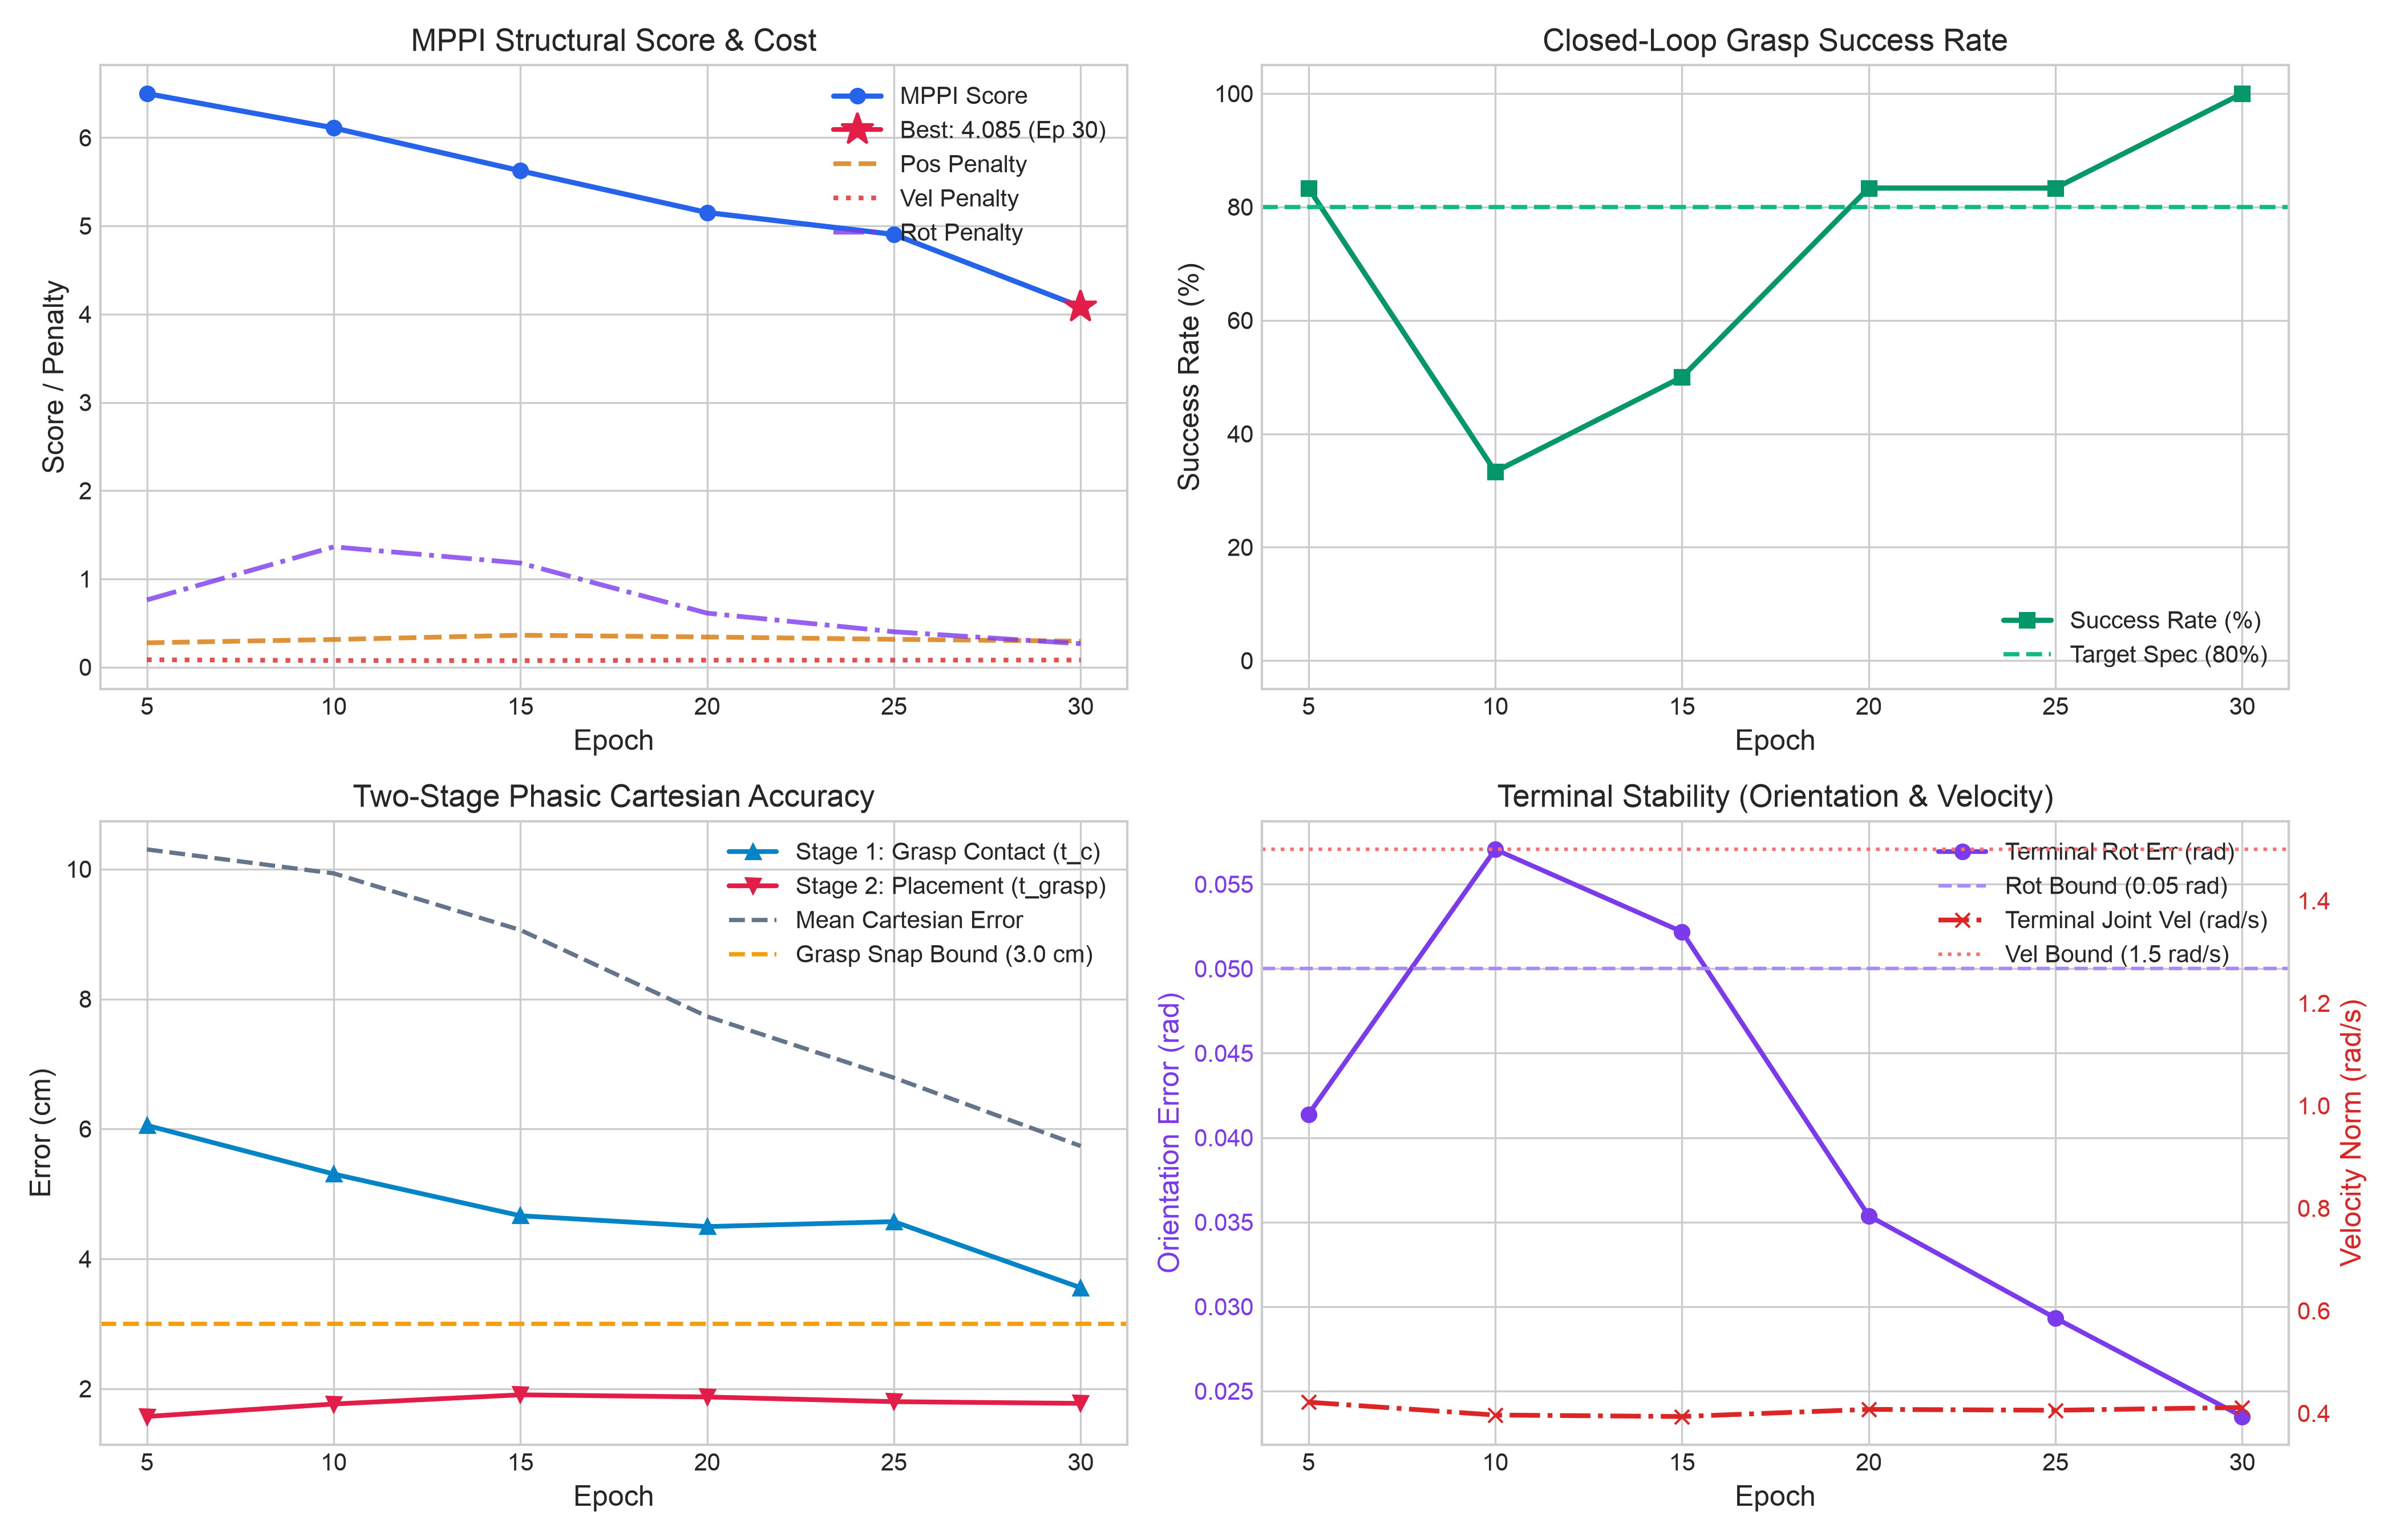 MPPI Structural Score & Cost
Score / Penalty
6
5
4
3
2
1
0
MPPI Score
Best: 4.085 (Ep 30)
Pos Penalty
Vel Penalty
Rot Penalty
5
10
15
20
25
30
Epoch
Closed-Loop Grasp Success Rate
Success Rate (%)
100
80
60
40
20
0
Success Rate (%)
Target Spec (80%)
5
10
15
20
25
30
Epoch
Two-Stage Phasic Cartesian Accuracy
Error (cm)
10
8
6
4
2
Stage 1: Grasp Contact (t_c)
Stage 2: Placement (t_grasp)
Mean Cartesian Error
Grasp Snap Bound (3.0 cm)
5
10
15
20
25
30
Epoch
Terminal Stability (Orientation & Velocity)
Orientation Error (rad)
0.055
0.050
0.045
0.040
0.035
0.030
0.025
Terminal Rot Err (rad)
Rot Bound (0.05 rad)
Terminal Joint Vel (rad/s)
Vel Bound (1.5 rad/s)
1.4
1.2
1.0
0.8
0.6
0.4
Velocity Norm (rad/s)
5
10
15
20
25
30
Epoch